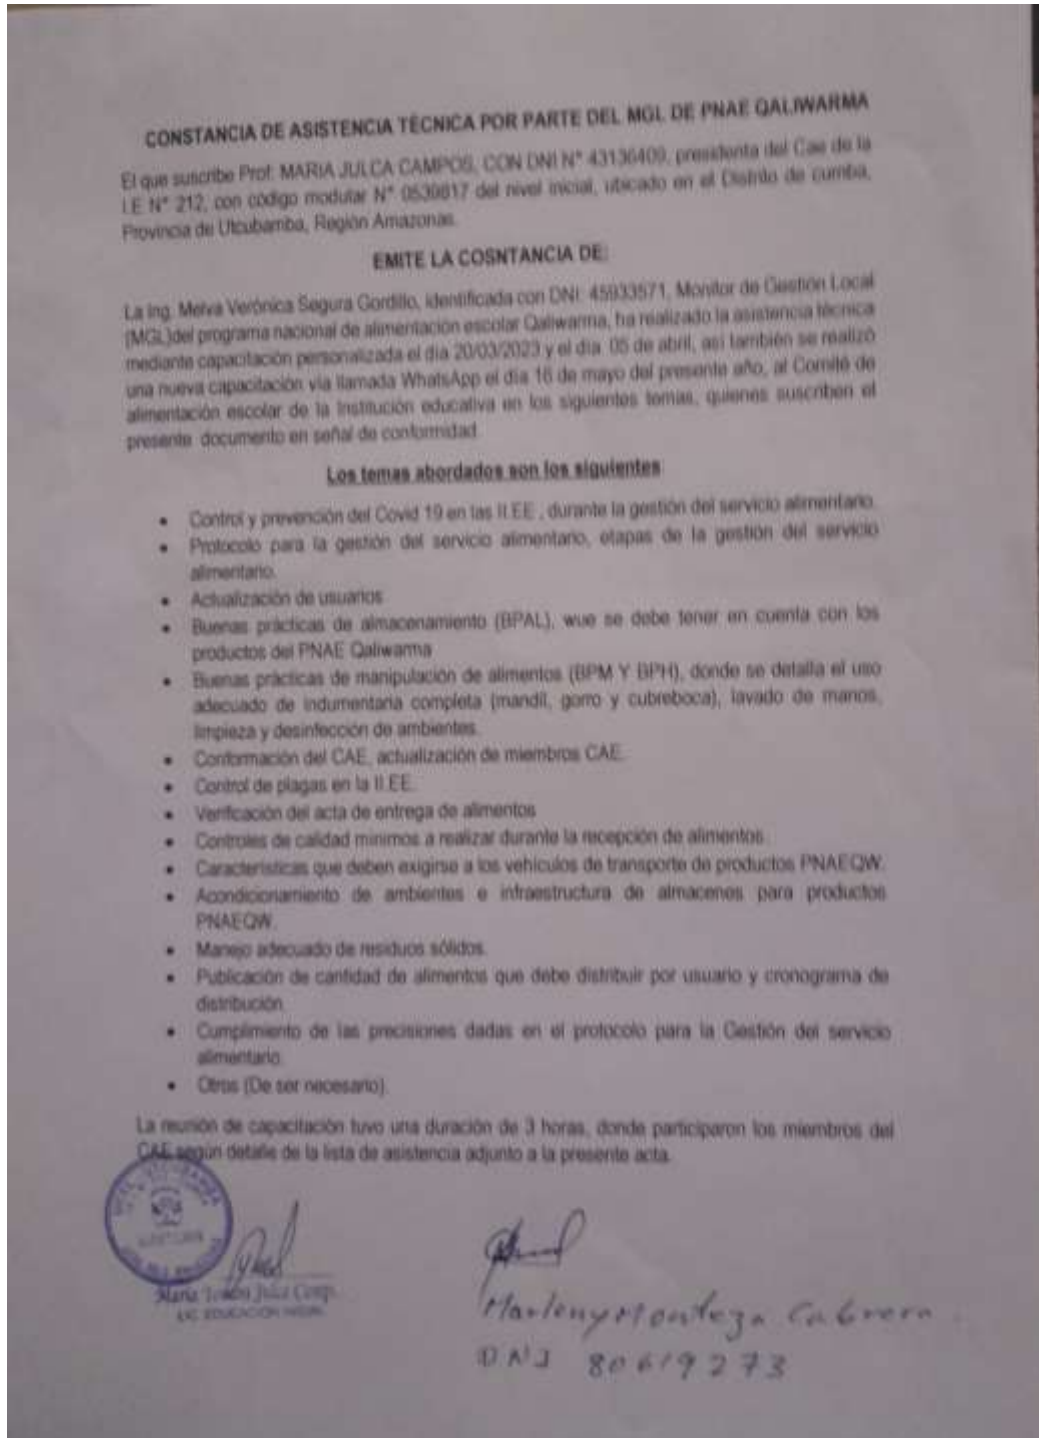 CONSTANCIA DE ASISTENCIA TÉCNICA POR PARTE DEL MGL DE PNAE QALIWARMA
El que suscribe Prof. MARIA JULCA CAMPOS, CON DNI N° 43136409, presidenta del Cae de la
I.E N° 212, con código modular N° 0539817 del nivel inicial, ubicado en el Distrito de cumba,
Provincia de Utcubamba, Región Amazonas.
EMITE LA COSNTANCIA DE:
La Ing. Melva Verónica Segura Gordillo, identificada con DNI: 45933571, Monitor de Gestión Local
(MGL)del programa nacional de alimentación escolar Qaliwarma, ha realizado la asistencia técnica
mediante capacitación personalizada el día 20/03/2023 y el día 05 de abril, así también se realizó
una nueva capacitación vía llamada WhatsApp el día 16 de mayo del presente año, al Comité de
alimentación escolar de la Institución educativa en los siguientes temas, quienes suscriben el
presente documento en señal de conformidad.
Los temas abordados son los siguientes
• Control y prevención del Covid 19 en las II.EE , durante la gestión del servicio alimentario.
• Protocolo para la gestión del servicio alimentario, etapas de la gestión del servicio
alimentario.
• Actualización de usuarios
• Buenas prácticas de almacenamiento (BPAL), wue se debe tener en cuenta con los
productos del PNAE Qaliwarma
• Buenas prácticas de manipulación de alimentos (BPM Y BPH), donde se detalla el uso
adecuado de indumentaria completa (mandil, gorro y cubreboca), lavado de manos,
limpieza y desinfección de ambientes.
• Conformación del CAE, actualización de miembros CAE.
• Control de plagas en la II.EE.
• Verificación del acta de entrega de alimentos
• Controles de calidad mínimos a realizar durante la recepción de alimentos.
• Características que deben exigirse a los vehículos de transporte de productos PNAEQW.
• Acondicionamiento de ambientes e infraestructura de almacenes para productos
PNAEQW.
• Manejo adecuado de residuos sólidos.
• Publicación de cantidad de alimentos que debe distribuir por usuario y cronograma de
distribución.
• Cumplimiento de las precisiones dadas en el protocolo para la Gestión del servicio
alimentario.
• Otros (De ser necesario).
La reunión de capacitación tuvo una duración de 3 horas, donde participaron los miembros del
CAE según detalle de la lista de asistencia adjunto a la presente acta.
Julca
LIC. EDUCACION INICIAL
Marleny Monteza Cabrera.
DNI 80619273